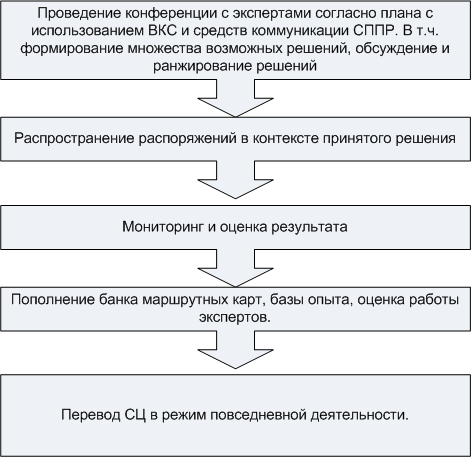 Проведение конференции с экспертами согласно плана с
использованием ВКС и средств коммуникации СППР. В т.ч.
формирование множества возможных решений, обсуждение и
ранжирование решений
Распространение распоряжений в контексте принятого решения
Мониторинг и оценка результата
Пополнение банка маршрутных карт, базы опыта, оценка работы
экспертов.
Перевод СЦ в режим повседневной деятельности.